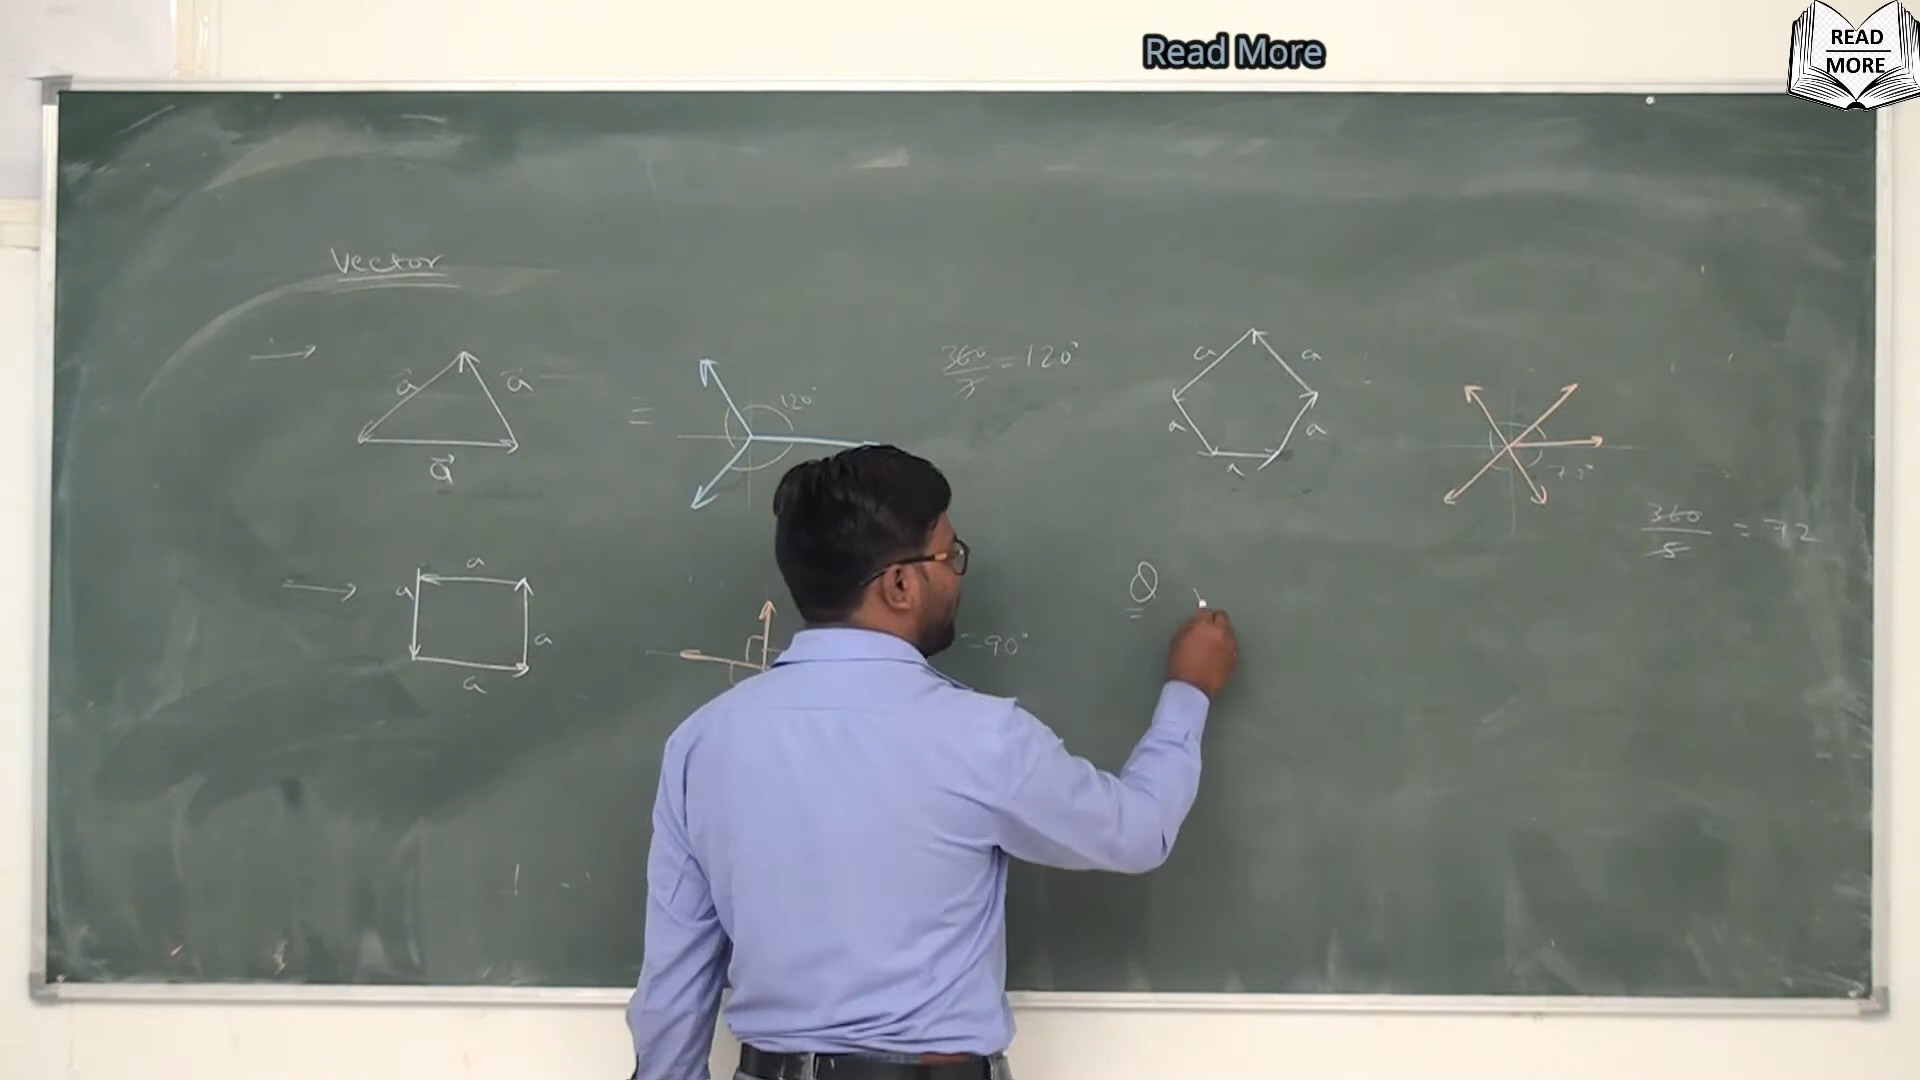 Read More
READ
MORE
Vector
a⃗
a⃗
a⃗
≡
120°
360/3 = 120°
a
a
a
a
a
72°
360/5 = 72
a
a
a
a
= 90°
Q